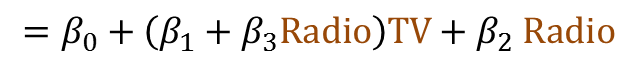 = β₀ + (β₁ + β₃Radio)TV + β₂ Radio